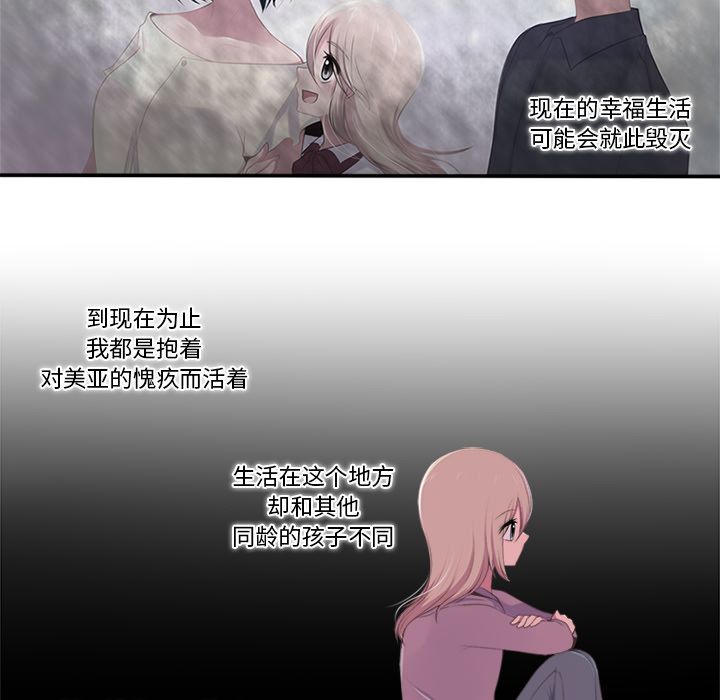 现在的幸福生活
可能会就此毁灭
到现在为止
我都是抱着
对美亚的愧疚而活着
生活在这个地方
却和其他
同龄的孩子不同